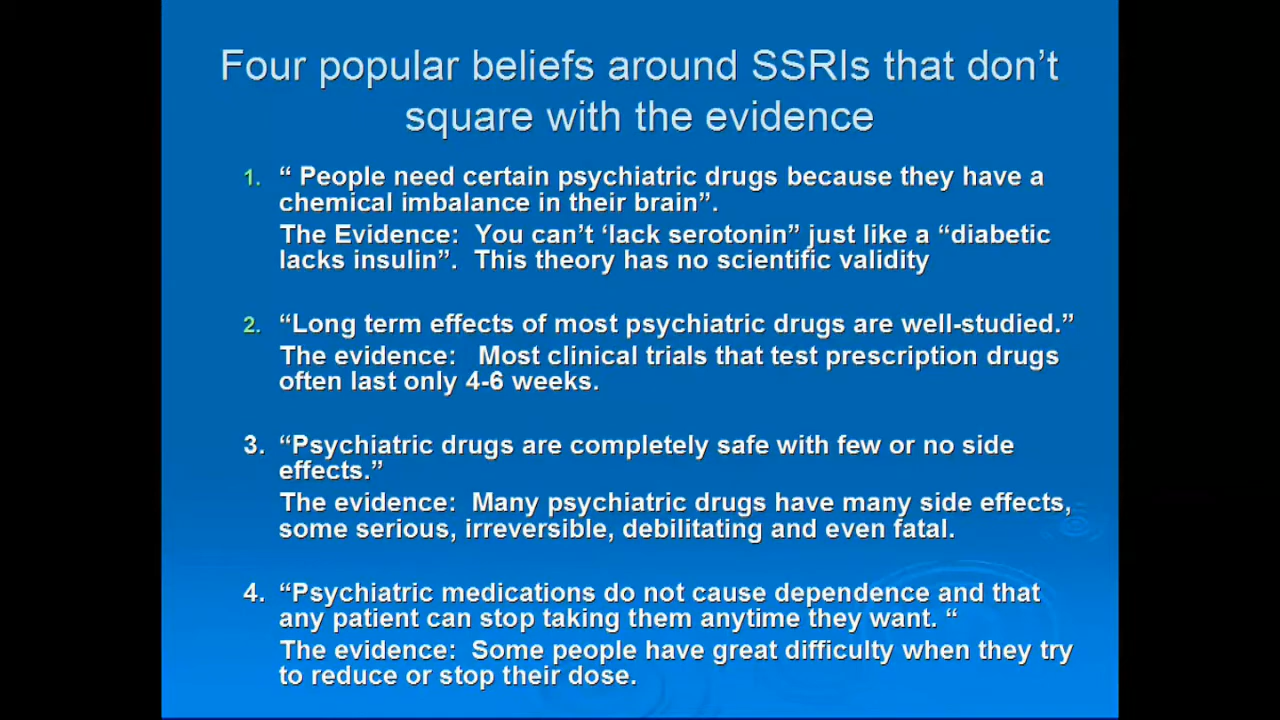 Four popular beliefs around SSRIs that don’t
square with the evidence
1. “ People need certain psychiatric drugs because they have a
chemical imbalance in their brain”.
The Evidence: You can’t ‘lack serotonin” just like a “diabetic
lacks insulin”. This theory has no scientific validity
2. “Long term effects of most psychiatric drugs are well-studied.”
The evidence: Most clinical trials that test prescription drugs
often last only 4-6 weeks.
3. “Psychiatric drugs are completely safe with few or no side
effects.”
The evidence: Many psychiatric drugs have many side effects,
some serious, irreversible, debilitating and even fatal.
4. “Psychiatric medications do not cause dependence and that
any patient can stop taking them anytime they want. “
The evidence: Some people have great difficulty when they try
to reduce or stop their dose.